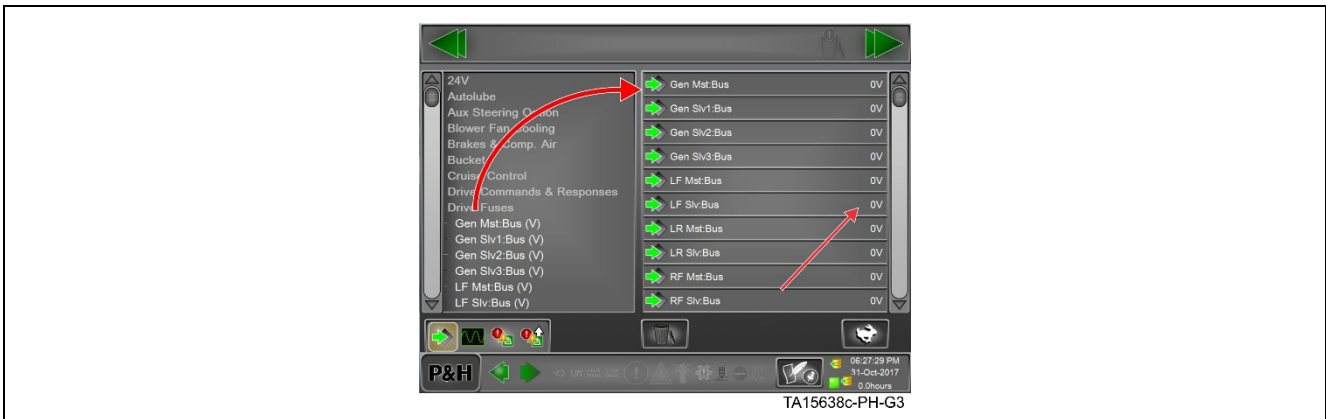 24V
Autolube
Aux Steering Option
Blower Fan Cooling
Brakes & Comp. Air
Bucket
Cruise Control
Drive Commands & Responses
Drive Fuses
Gen Mst:Bus (V)
Gen Slv1:Bus (V)
Gen Slv2:Bus (V)
Gen Slv3:Bus (V)
LF Mst:Bus (V)
LF Slv:Bus (V)
Gen Mst:Bus 0V
Gen Slv1:Bus 0V
Gen Slv2:Bus 0V
Gen Slv3:Bus 0V
LF Mst:Bus 0V
LF Slv:Bus 0V
LR Mst:Bus 0V
LR Slv:Bus 0V
RF Mst:Bus 0V
RF Slv:Bus 0V
P&H
LIM
06:27:29 PM
31-Oct-2017
0.0hours
TA15638c-PH-G3